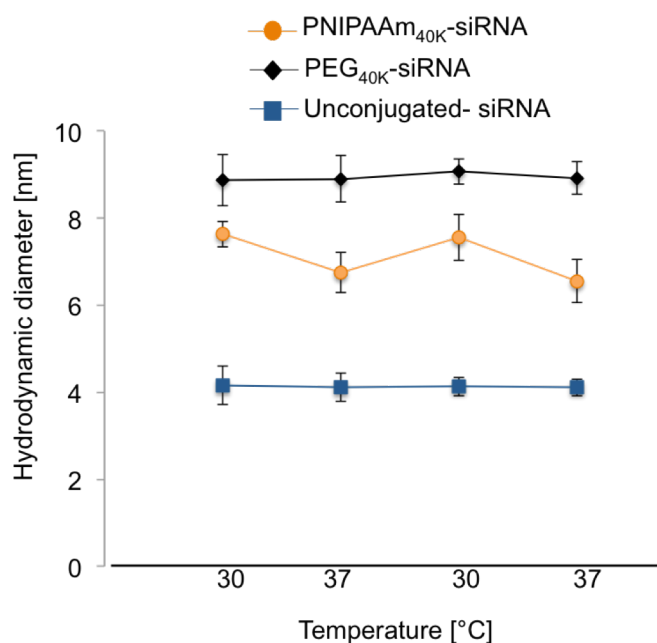 PNIPAAm₄₀ₖ-siRNA
PEG₄₀ₖ-siRNA
Unconjugated- siRNA
Hydrodynamic diameter [nm]
10
8
6
4
2
0
30 37 30 37
Temperature [°C]